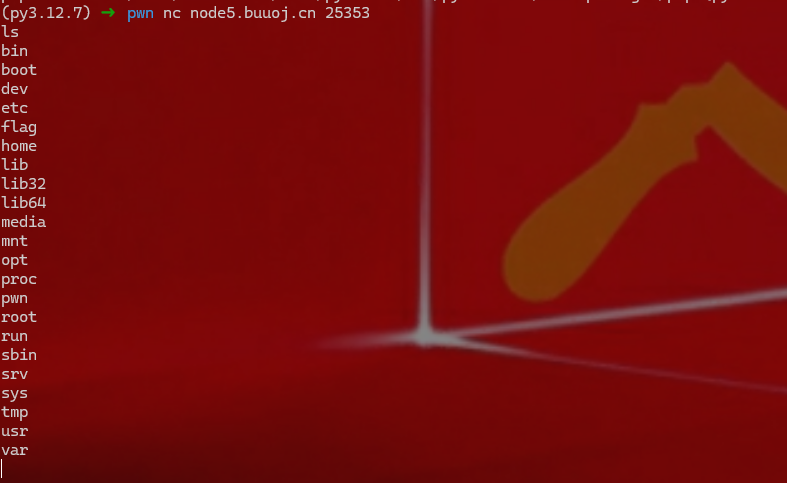 (py3.12.7) → pwn nc node5.buuoj.cn 25353
ls
bin
boot
dev
etc
flag
home
lib
lib32
lib64
media
mnt
opt
proc
pwn
root
run
sbin
srv
sys
tmp
usr
var